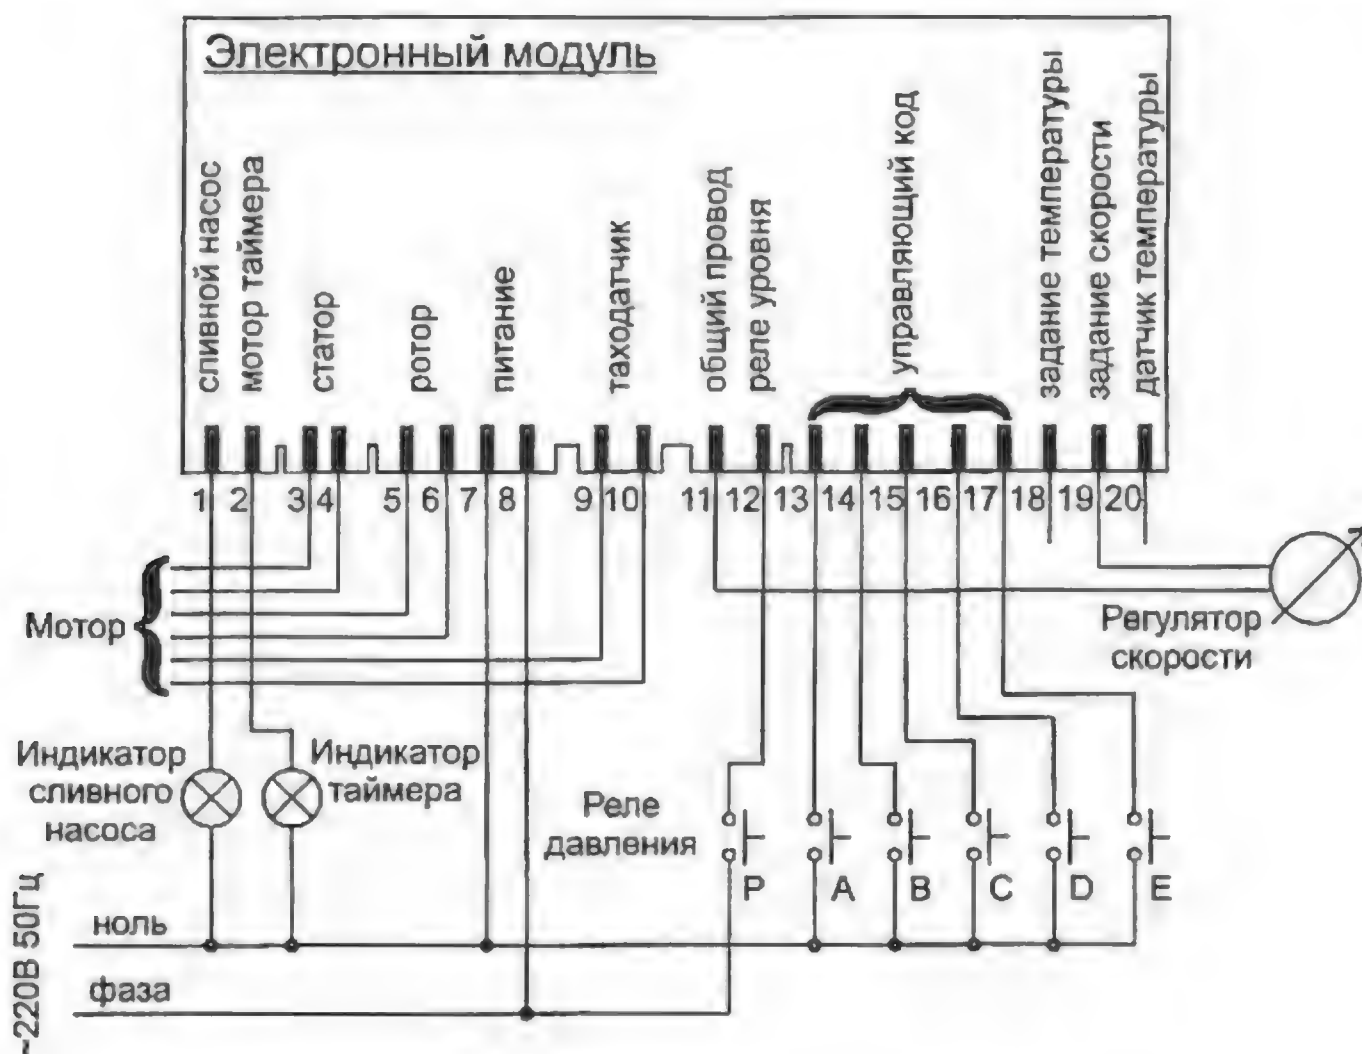 Электронный модуль
сливной насос
мотор таймера
статор
ротор
питание
таходатчик
общий провод
реле уровня
управляющий код
задание температуры
задание скорости
датчик температуры
1 2 3 4 5 6 7 8 9 10 11 12 13 14 15 16 17 18 19 20
Мотор
Регулятор
скорости
Индикатор
сливного
насоса
Индикатор
таймера
Реле
давления
P A B C D E
~220В 50Гц
ноль
фаза